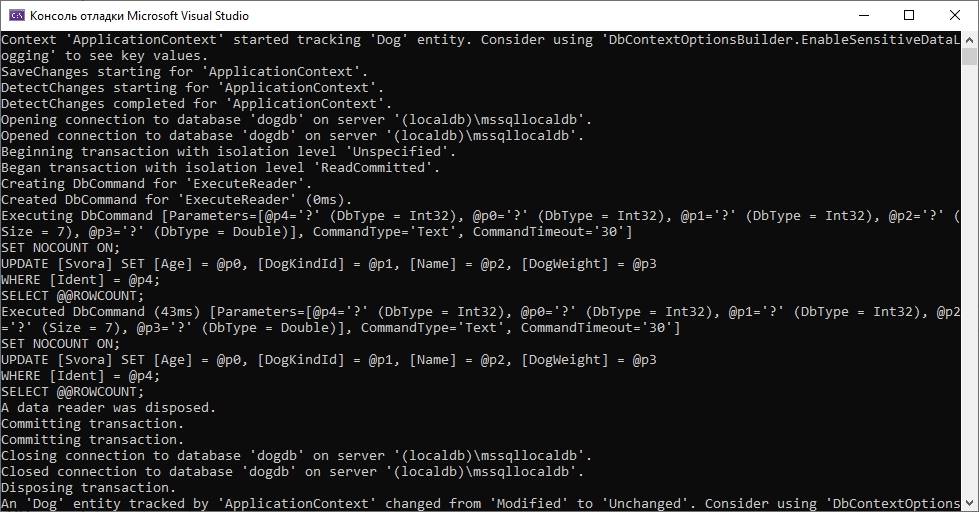 Консоль отладки Microsoft Visual Studio
Context 'ApplicationContext' started tracking 'Dog' entity. Consider using 'DbContextOptionsBuilder.EnableSensitiveDataL
ogging' to see key values.
SaveChanges starting for 'ApplicationContext'.
DetectChanges starting for 'ApplicationContext'.
DetectChanges completed for 'ApplicationContext'.
Opening connection to database 'dogdb' on server '(localdb)\mssqllocaldb'.
Opened connection to database 'dogdb' on server '(localdb)\mssqllocaldb'.
Beginning transaction with isolation level 'Unspecified'.
Began transaction with isolation level 'ReadCommitted'.
Creating DbCommand for 'ExecuteReader'.
Created DbCommand for 'ExecuteReader' (0ms).
Executing DbCommand [Parameters=[@p4='?' (DbType = Int32), @p0='?' (DbType = Int32), @p1='?' (DbType = Int32), @p2='?' (
Size = 7), @p3='?' (DbType = Double)], CommandType='Text', CommandTimeout='30']
SET NOCOUNT ON;
UPDATE [Svora] SET [Age] = @p0, [DogKindId] = @p1, [Name] = @p2, [DogWeight] = @p3
WHERE [Ident] = @p4;
SELECT @@ROWCOUNT;
Executed DbCommand (43ms) [Parameters=[@p4='?' (DbType = Int32), @p0='?' (DbType = Int32), @p1='?' (DbType = Int32), @p2
='?' (Size = 7), @p3='?' (DbType = Double)], CommandType='Text', CommandTimeout='30']
SET NOCOUNT ON;
UPDATE [Svora] SET [Age] = @p0, [DogKindId] = @p1, [Name] = @p2, [DogWeight] = @p3
WHERE [Ident] = @p4;
SELECT @@ROWCOUNT;
A data reader was disposed.
Committing transaction.
Committing transaction.
Closing connection to database 'dogdb' on server '(localdb)\mssqllocaldb'.
Closed connection to database 'dogdb' on server '(localdb)\mssqllocaldb'.
Disposing transaction.
An 'Dog' entity tracked by 'ApplicationContext' changed from 'Modified' to 'Unchanged'. Consider using 'DbContextOptions